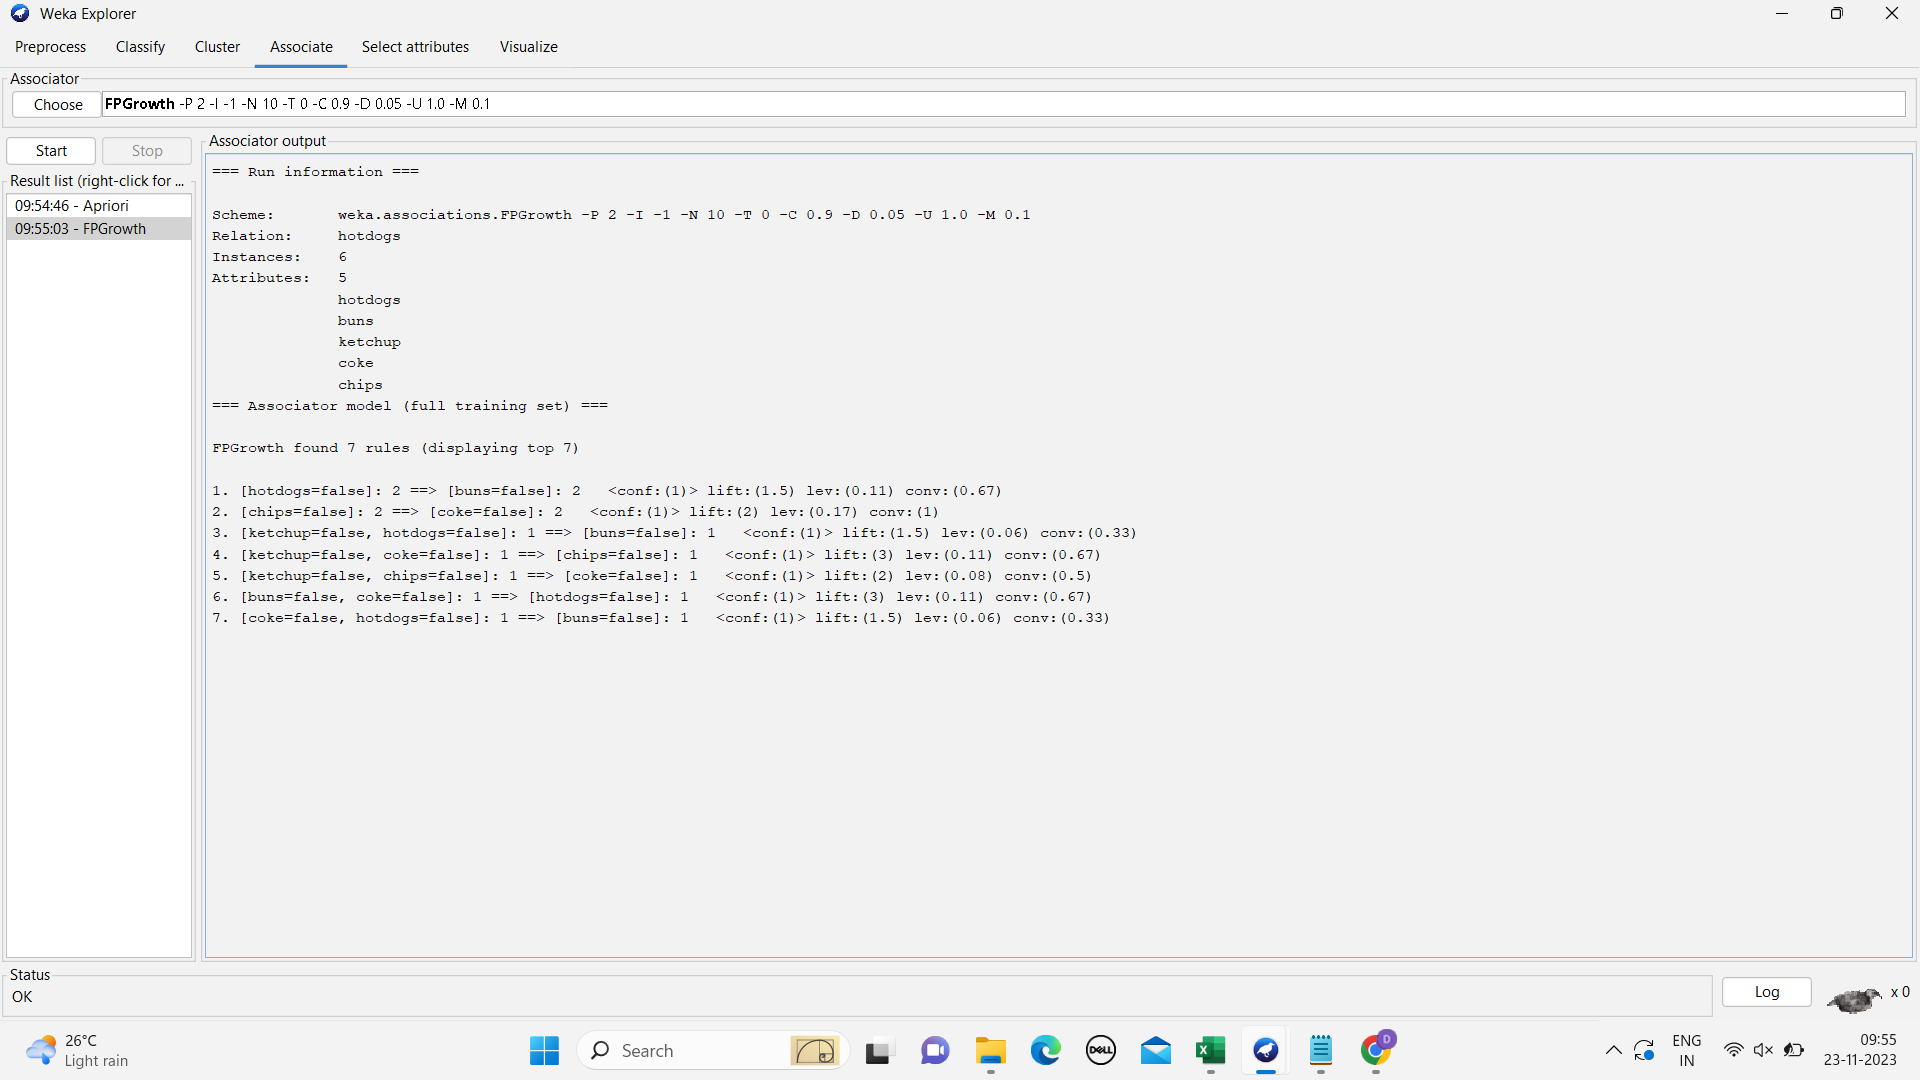 Weka Explorer
Preprocess Classify Cluster Associate Select attributes Visualize
Associator
Choose FPGrowth -P 2 -I -1 -N 10 -T 0 -C 0.9 -D 0.05 -U 1.0 -M 0.1
Start Stop
Result list (right-click for ...
09:54:46 - Apriori
09:55:03 - FPGrowth
Associator output
=== Run information ===
Scheme: weka.associations.FPGrowth -P 2 -I -1 -N 10 -T 0 -C 0.9 -D 0.05 -U 1.0 -M 0.1
Relation: hotdogs
Instances: 6
Attributes: 5
hotdogs
buns
ketchup
coke
chips
=== Associator model (full training set) ===
FPGrowth found 7 rules (displaying top 7)
1. [hotdogs=false]: 2 ==> [buns=false]: 2 <conf:(1)> lift:(1.5) lev:(0.11) conv:(0.67)
2. [chips=false]: 2 ==> [coke=false]: 2 <conf:(1)> lift:(2) lev:(0.17) conv:(1)
3. [ketchup=false, hotdogs=false]: 1 ==> [buns=false]: 1 <conf:(1)> lift:(1.5) lev:(0.06) conv:(0.33)
4. [ketchup=false, coke=false]: 1 ==> [chips=false]: 1 <conf:(1)> lift:(3) lev:(0.11) conv:(0.67)
5. [ketchup=false, chips=false]: 1 ==> [coke=false]: 1 <conf:(1)> lift:(2) lev:(0.08) conv:(0.5)
6. [buns=false, coke=false]: 1 ==> [hotdogs=false]: 1 <conf:(1)> lift:(3) lev:(0.11) conv:(0.67)
7. [coke=false, hotdogs=false]: 1 ==> [buns=false]: 1 <conf:(1)> lift:(1.5) lev:(0.06) conv:(0.33)
Status
OK
Log
x 0
26°C
Light rain
Search
DELL
D
ENG
IN
09:55
23-11-2023